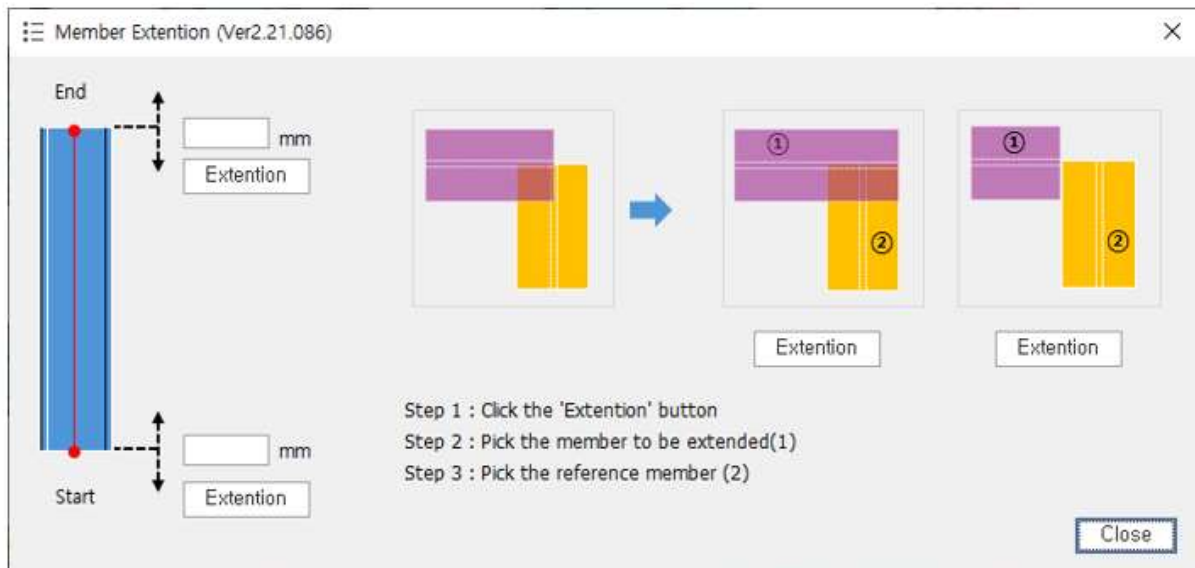 Member Extention (Ver2.21.086)
End
mm
Extention
mm
Extention
Start
①
②
①
②
Extention
Extention
Step 1 : Click the 'Extention' button
Step 2 : Pick the member to be extended(1)
Step 3 : Pick the reference member (2)
Close